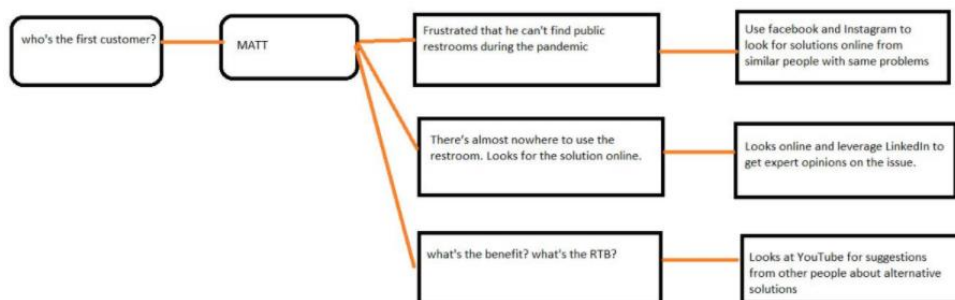 who's the first customer?
MATT
Frustrated that he can't find public
restrooms during the pandemic
Use facebook and Instagram to
look for solutions online from
similar people with same problems
There's almost nowhere to use the
restroom. Looks for the solution online.
Looks online and leverage LinkedIn to
get expert opinions on the issue.
what's the benefit? what's the RTB?
Looks at YouTube for suggestions
from other people about alternative
solutions